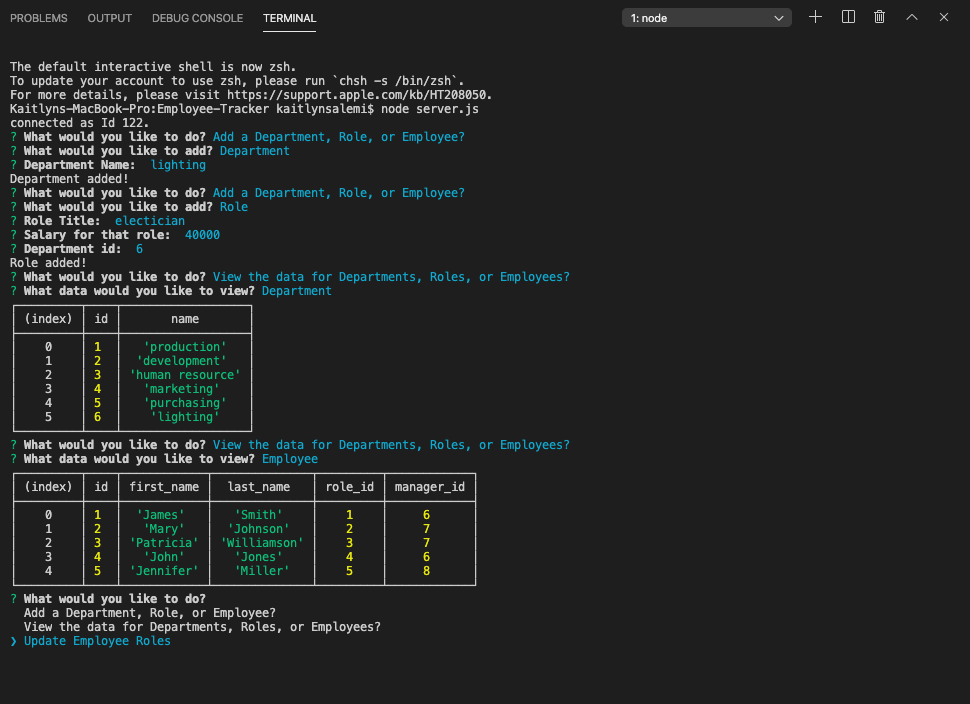 PROBLEMS OUTPUT DEBUG CONSOLE TERMINAL 1: node
The default interactive shell is now zsh.
To update your account to use zsh, please run `chsh -s /bin/zsh`.
For more details, please visit https://support.apple.com/kb/HT208050.
Kaitlyns-MacBook-Pro:Employee-Tracker kaitlynsalemi$ node server.js
connected as Id 122.
? What would you like to do? Add a Department, Role, or Employee?
? What would you like to add? Department
? Department Name:  lighting
Department added!
? What would you like to do? Add a Department, Role, or Employee?
? What would you like to add? Role
? Role Title:  electician
? Salary for that role:  40000
? Department id:  6
Role added!
? What would you like to do? View the data for Departments, Roles, or Employees?
? What data would you like to view? Department
(index) id name
0 1 'production'
1 2 'development'
2 3 'human resource'
3 4 'marketing'
4 5 'purchasing'
5 6 'lighting'
? What would you like to do? View the data for Departments, Roles, or Employees?
? What data would you like to view? Employee
(index) id first_name last_name role_id manager_id
0 1 'James' 'Smith' 1 6
1 2 'Mary' 'Johnson' 2 7
2 3 'Patricia' 'Williamson' 3 7
3 4 'John' 'Jones' 4 6
4 5 'Jennifer' 'Miller' 5 8
? What would you like to do?
Add a Department, Role, or Employee?
View the data for Departments, Roles, or Employees?
❯ Update Employee Roles